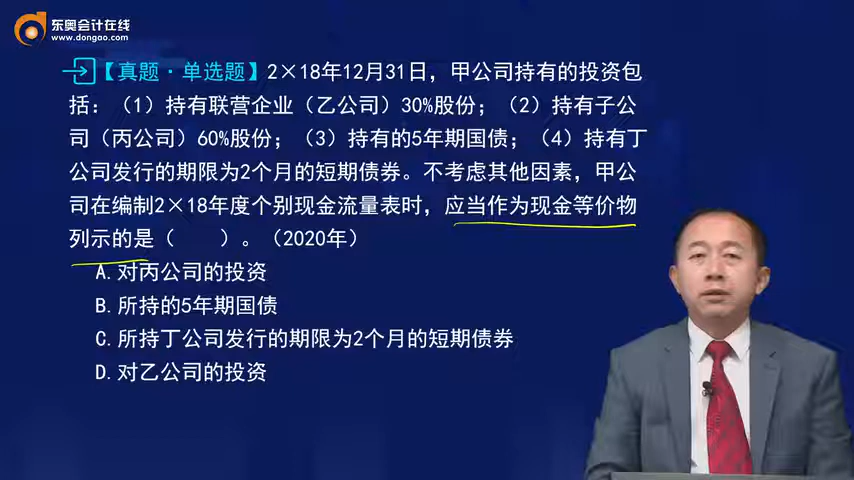 东奥会计在线
www.dongao.com
【真题·单选题】2×18年12月31日，甲公司持有的投资包
括：（1）持有联营企业（乙公司）30%股份；（2）持有子公
司（丙公司）60%股份；（3）持有的5年期国债；（4）持有丁
公司发行的期限为2个月的短期债券。不考虑其他因素，甲公
司在编制2×18年度个别现金流量表时，应当作为现金等价物
列示的是（　　）。（2020年）
A.对丙公司的投资
B.所持的5年期国债
C.所持丁公司发行的期限为2个月的短期债券
D.对乙公司的投资